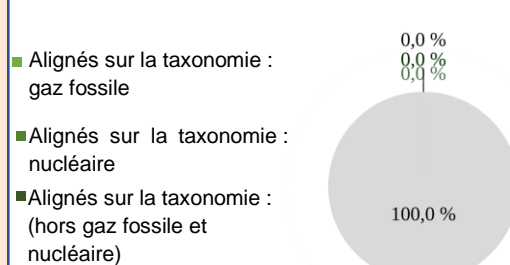 Alignés sur la taxonomie :
gaz fossile
Alignés sur la taxonomie :
nucléaire
Alignés sur la taxonomie :
(hors gaz fossile et
nucléaire)
0,0 %
0,0 %
0,0 %
100,0 %